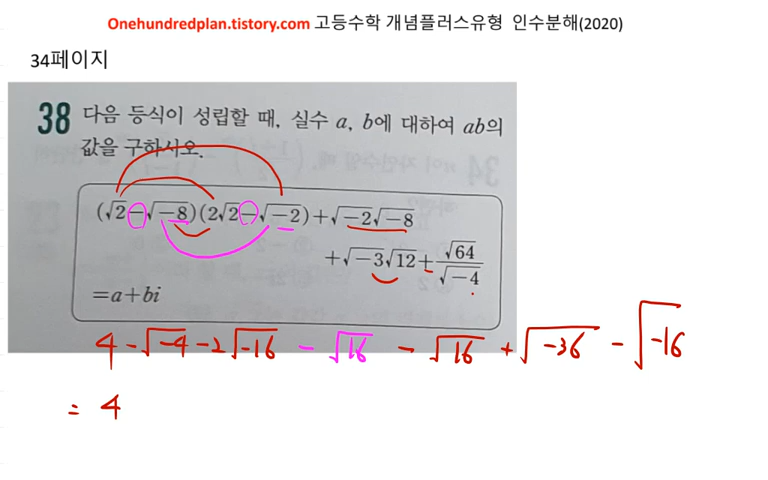 Onehundredplan.tistory.com 고등수학 개념플러스유형 인수분해(2020)
34페이지
38 다음 등식이 성립할 때, 실수 a, b에 대하여 ab의
값을 구하시오.
(√2-√-8)(2√2-√-2)+√-2√-8
+√-3√12+√64/√-4
=a+bi
4-√-4-2√-16-√16-√16+√-36-√-16
= 4